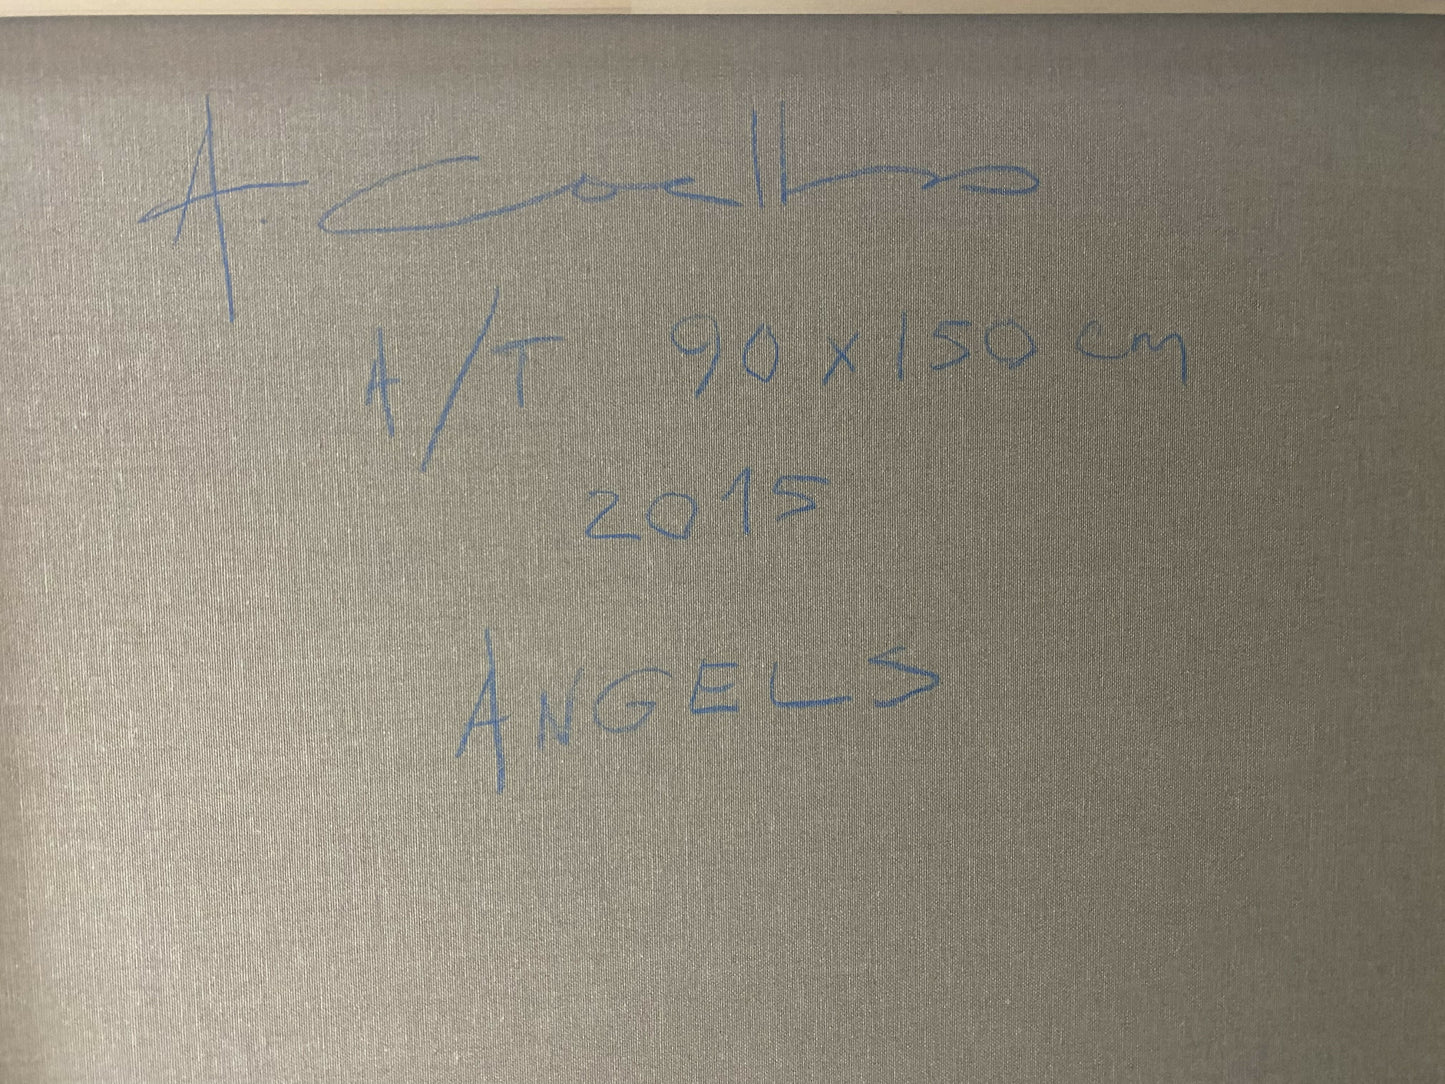 A. Coelho
A/T 90 x 150 cm
2015
ANGELS